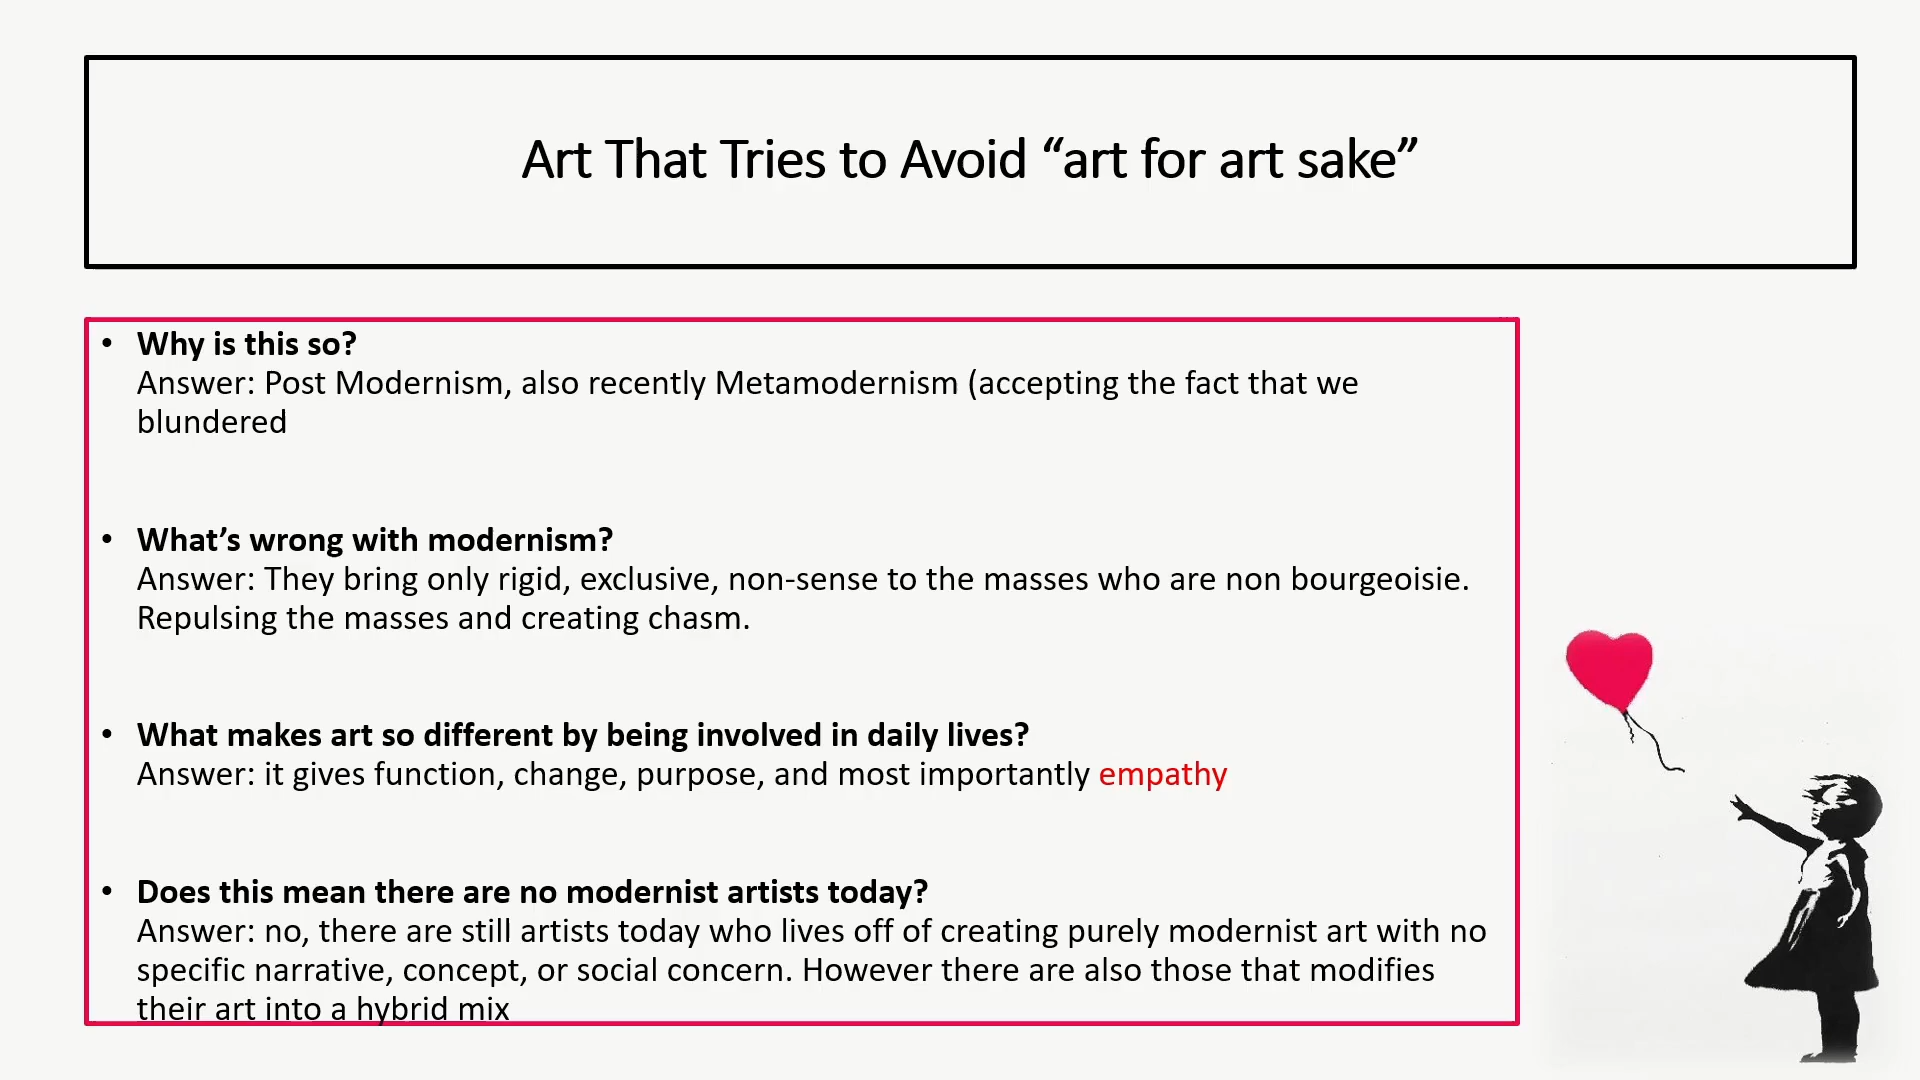 Art That Tries to Avoid “art for art sake”
• Why is this so?
Answer: Post Modernism, also recently Metamodernism (accepting the fact that we
blundered
• What’s wrong with modernism?
Answer: They bring only rigid, exclusive, non-sense to the masses who are non bourgeoisie.
Repulsing the masses and creating chasm.
• What makes art so different by being involved in daily lives?
Answer: it gives function, change, purpose, and most importantly empathy
• Does this mean there are no modernist artists today?
Answer: no, there are still artists today who lives off of creating purely modernist art with no
specific narrative, concept, or social concern. However there are also those that modifies
their art into a hybrid mix